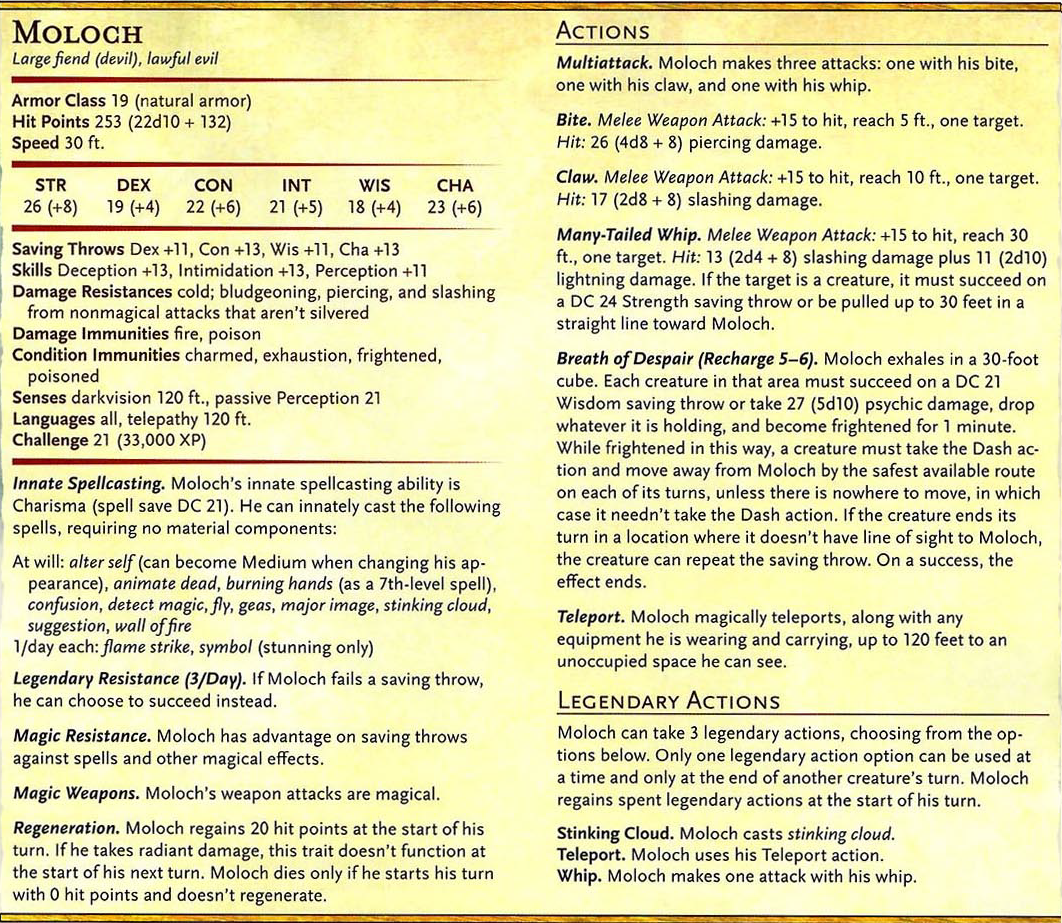 MOLOCH
Large fiend (devil), lawful evil
Armor Class 19 (natural armor)
Hit Points 253 (22d10 + 132)
Speed 30 ft.
STR DEX CON INT WIS CHA
26 (+8) 19 (+4) 22 (+6) 21 (+5) 18 (+4) 23 (+6)
Saving Throws Dex +11, Con +13, Wis +11, Cha +13
Skills Deception +13, Intimidation +13, Perception +11
Damage Resistances cold; bludgeoning, piercing, and slashing
from nonmagical attacks that aren't silvered
Damage Immunities fire, poison
Condition Immunities charmed, exhaustion, frightened,
poisoned
Senses darkvision 120 ft., passive Perception 21
Languages all, telepathy 120 ft.
Challenge 21 (33,000 XP)
Innate Spellcasting. Moloch's innate spellcasting ability is
Charisma (spell save DC 21). He can innately cast the following
spells, requiring no material components:
At will: alter self (can become Medium when changing his ap-
pearance), animate dead, burning hands (as a 7th-level spell),
confusion, detect magic, fly, geas, major image, stinking cloud,
suggestion, wall of fire
1/day each: flame strike, symbol (stunning only)
Legendary Resistance (3/Day). If Moloch fails a saving throw,
he can choose to succeed instead.
Magic Resistance. Moloch has advantage on saving throws
against spells and other magical effects.
Magic Weapons. Moloch's weapon attacks are magical.
Regeneration. Moloch regains 20 hit points at the start of his
turn. If he takes radiant damage, this trait doesn't function at
the start of his next turn. Moloch dies only if he starts his turn
with 0 hit points and doesn't regenerate.
ACTIONS
Multiattack. Moloch makes three attacks: one with his bite,
one with his claw, and one with his whip.
Bite. Melee Weapon Attack: +15 to hit, reach 5 ft., one target.
Hit: 26 (4d8 + 8) piercing damage.
Claw. Melee Weapon Attack: +15 to hit, reach 10 ft., one target.
Hit: 17 (2d8 + 8) slashing damage.
Many-Tailed Whip. Melee Weapon Attack: +15 to hit, reach 30
ft., one target. Hit: 13 (2d4 + 8) slashing damage plus 11 (2d10)
lightning damage. If the target is a creature, it must succeed on
a DC 24 Strength saving throw or be pulled up to 30 feet in a
straight line toward Moloch.
Breath of Despair (Recharge 5–6). Moloch exhales in a 30-foot
cube. Each creature in that area must succeed on a DC 21
Wisdom saving throw or take 27 (5d10) psychic damage, drop
whatever it is holding, and become frightened for 1 minute.
While frightened in this way, a creature must take the Dash ac-
tion and move away from Moloch by the safest available route
on each of its turns, unless there is nowhere to move, in which
case it needn't take the Dash action. If the creature ends its
turn in a location where it doesn't have line of sight to Moloch,
the creature can repeat the saving throw. On a success, the
effect ends.
Teleport. Moloch magically teleports, along with any
equipment he is wearing and carrying, up to 120 feet to an
unoccupied space he can see.
LEGENDARY ACTIONS
Moloch can take 3 legendary actions, choosing from the op-
tions below. Only one legendary action option can be used at
a time and only at the end of another creature's turn. Moloch
regains spent legendary actions at the start of his turn.
Stinking Cloud. Moloch casts stinking cloud.
Teleport. Moloch uses his Teleport action.
Whip. Moloch makes one attack with his whip.